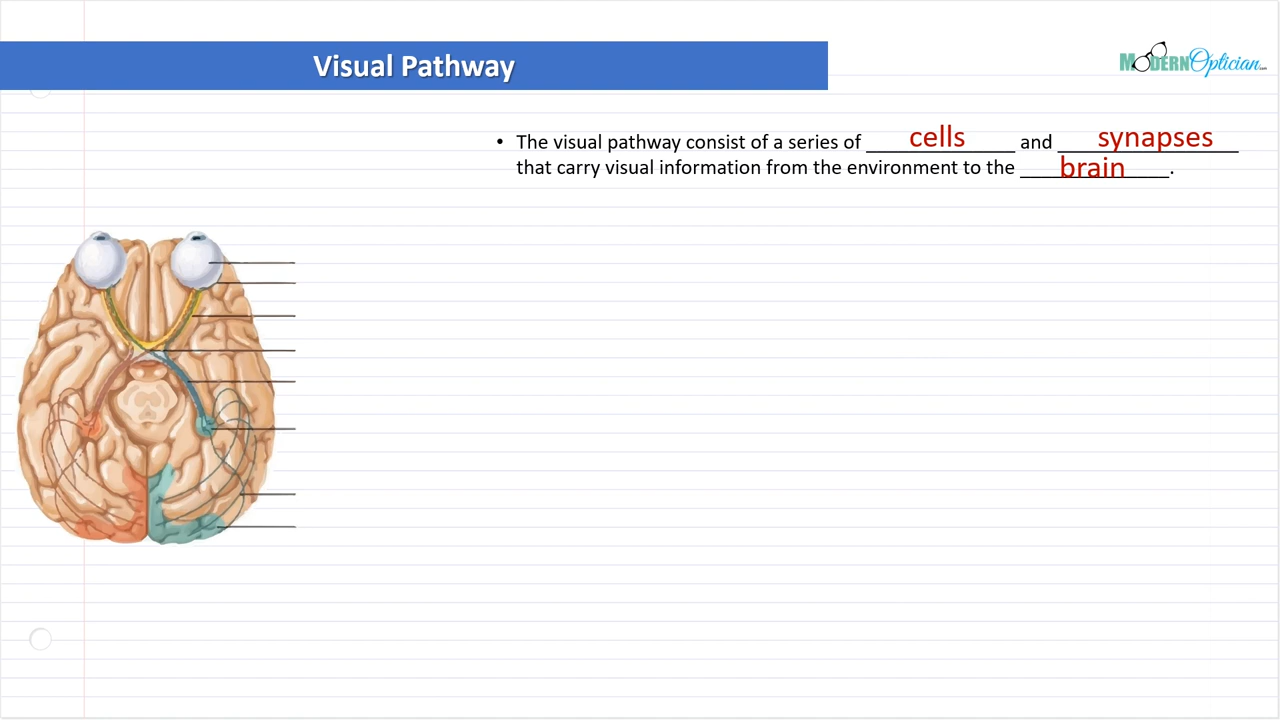 Visual Pathway
MODERNOptician.com
• The visual pathway consist of a series of cells and synapses
that carry visual information from the environment to the brain.